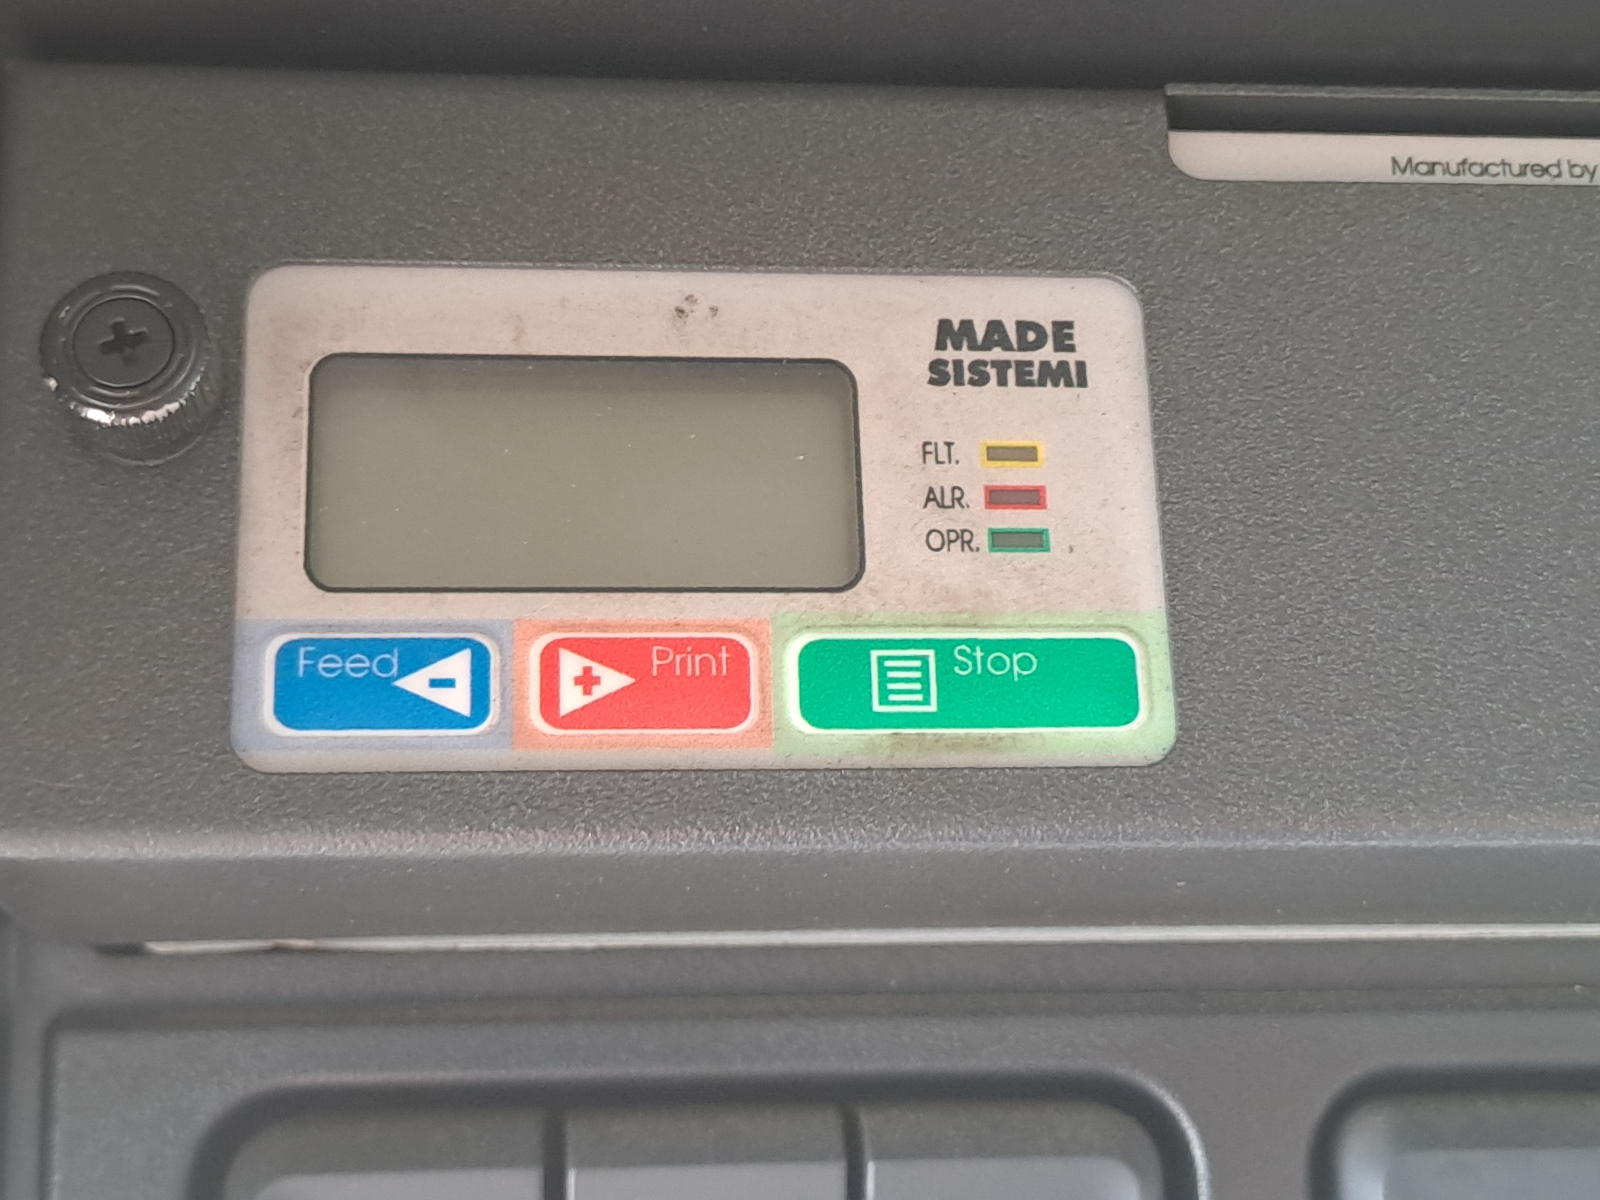 Manufactured by
MADE
SISTEMI
FLT.
ALR.
OPR.
Feed
Print
Stop